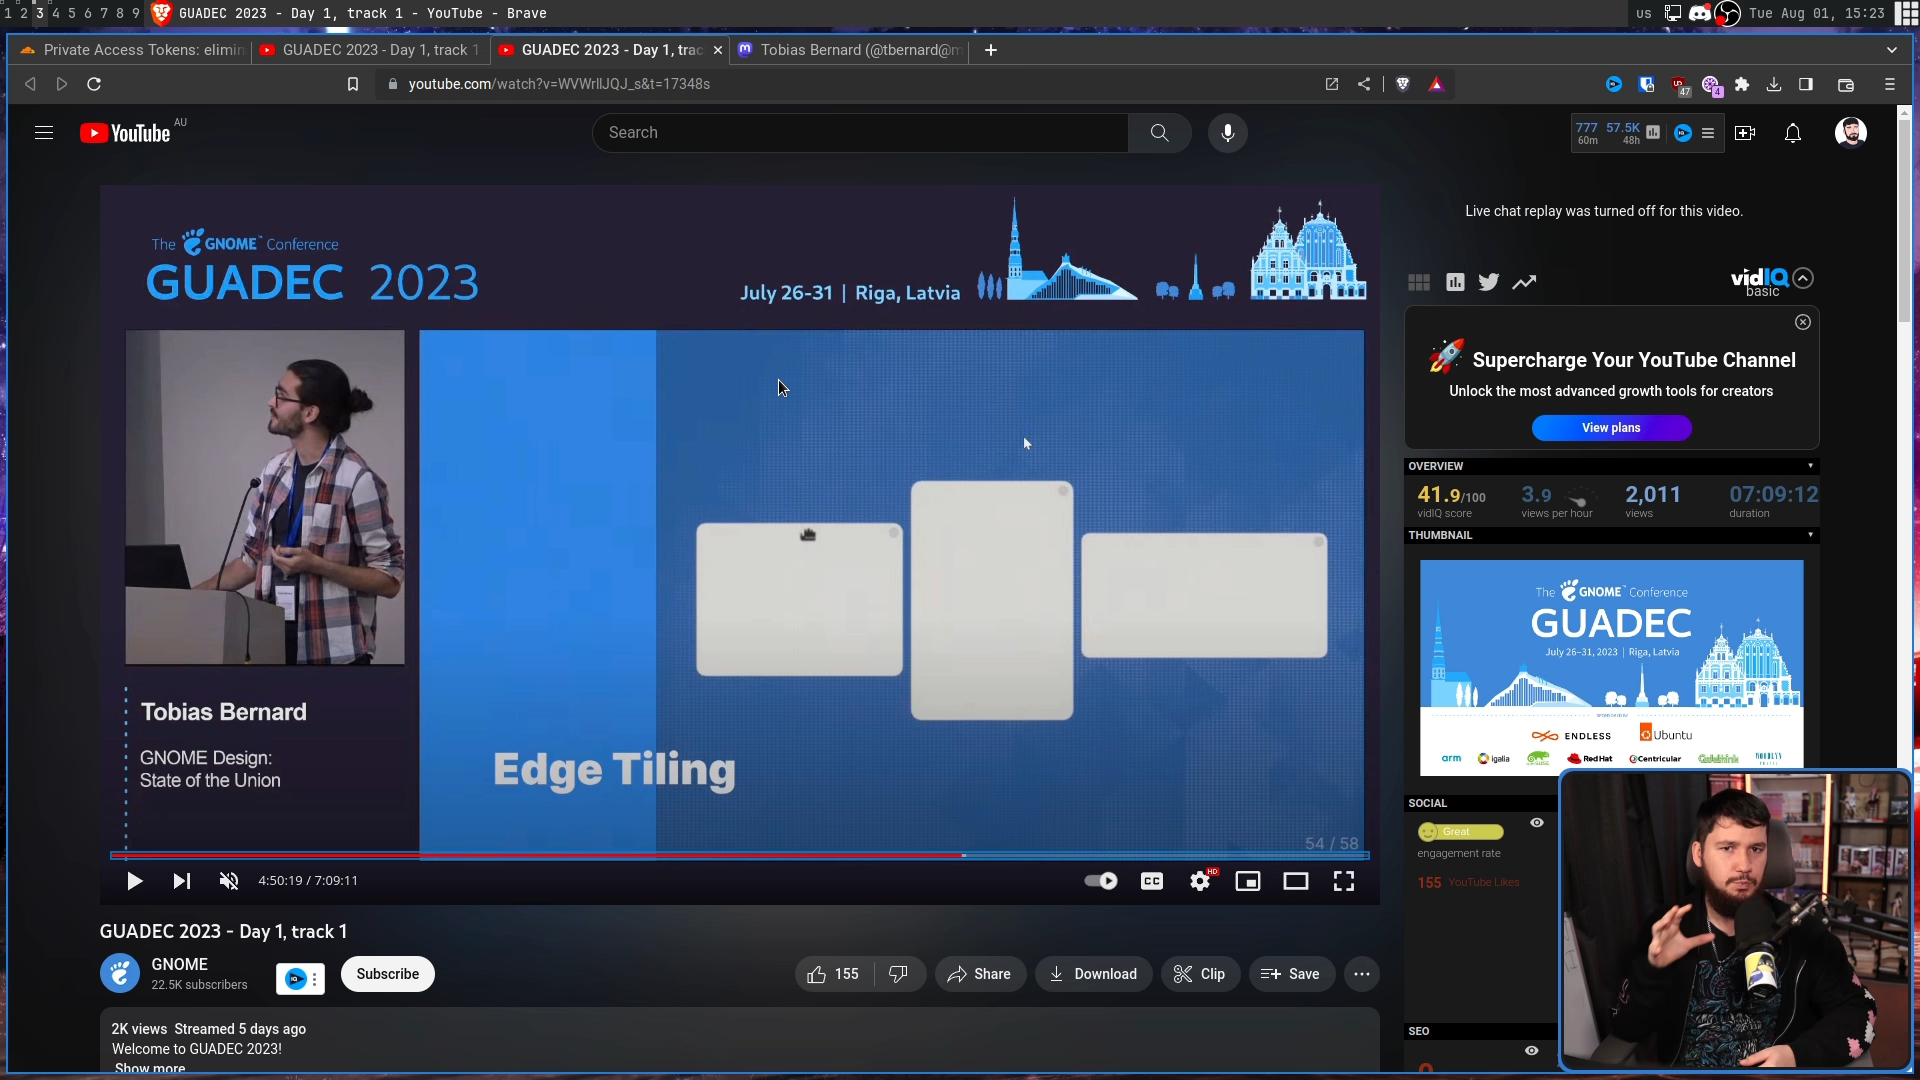 1 2 3 4 5 6 7 8 9 GUADEC 2023 - Day 1, track 1 - YouTube - Brave
us Tue Aug 01, 15:23
Private Access Tokens: elimin
GUADEC 2023 - Day 1, track 1
GUADEC 2023 - Day 1, trac
Tobias Bernard (@tbernard@m
47
4
YouTube AU
Search
777 57.5K
60m 48h
The GNOME Conference
GUADEC 2023
July 26-31 | Riga, Latvia
Tobias Bernard
GNOME Design:
State of the Union
Edge Tiling
54 / 58
4:50:19 / 7:09:11
CC
HD
GUADEC 2023 - Day 1, track 1
GNOME
22.5K subscribers
Subscribe
155
Share
Download
Clip
Save
2K views Streamed 5 days ago
Welcome to GUADEC 2023!
Show more
Live chat replay was turned off for this video.
vidIQ
basic
Supercharge Your YouTube Channel
Unlock the most advanced growth tools for creators
View plans
OVERVIEW
41.9/100 3.9 2,011 07:09:12
vidIQ score views per hour views duration
THUMBNAIL
The GNOME Conference
GUADEC
July 26-31, 2023 | Riga, Latvia
ENDLESS Ubuntu
arm igalia RedHat Centricular Codethink
SOCIAL
Great
engagement rate
155 YouTube Likes
SEO